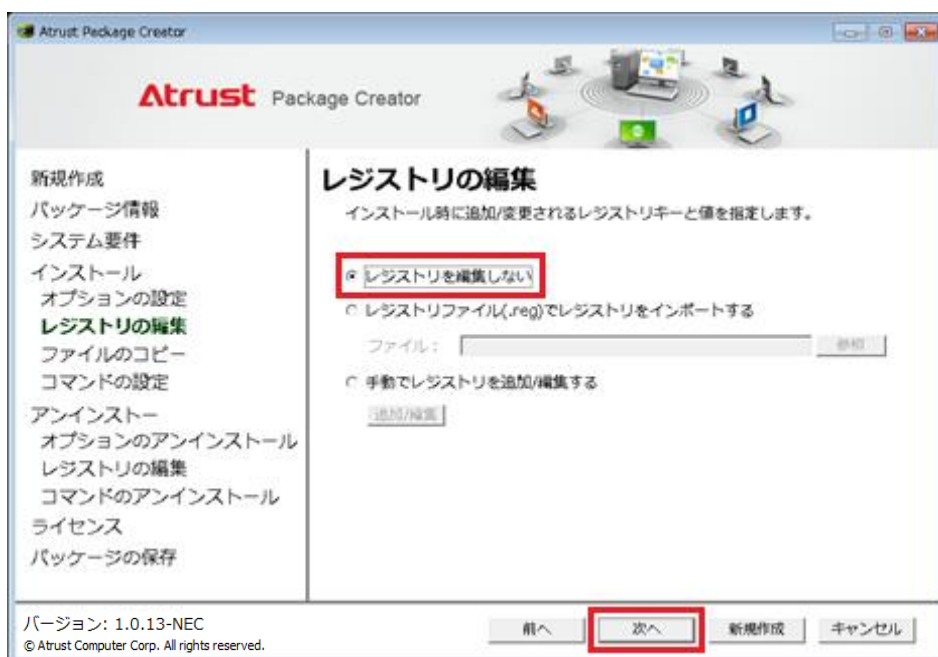 Atrust Package Creator
Atrust Package Creator
新規作成
パッケージ情報
システム要件
インストール
オプションの設定
レジストリの編集
ファイルのコピー
コマンドの設定
アンインストー
オプションのアンインストール
レジストリの編集
コマンドのアンインストール
ライセンス
パッケージの保存
レジストリの編集
インストール時に追加/変更されるレジストリキーと値を指定します。
レジストリを編集しない
レジストリファイル(.reg)でレジストリをインポートする
ファイル： 参照
手動でレジストリを追加/編集する
追加/編集
バージョン: 1.0.13-NEC
© Atrust Computer Corp. All rights reserved.
前へ 次へ 新規作成 キャンセル